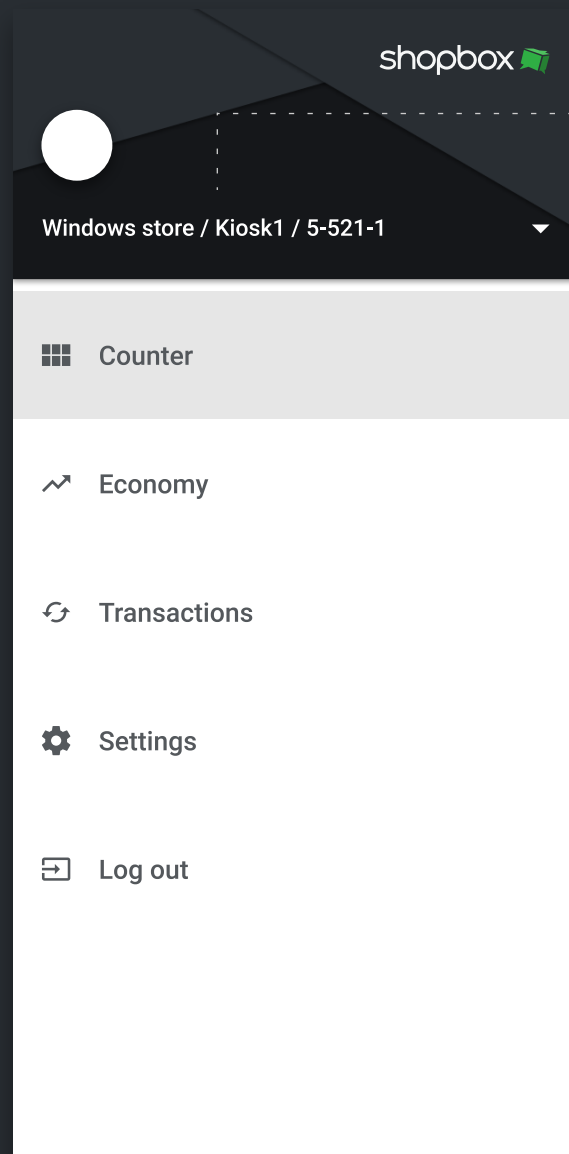 shopbox
Windows store / Kiosk1 / 5-521-1
Counter
Economy
Transactions
Settings
Log out